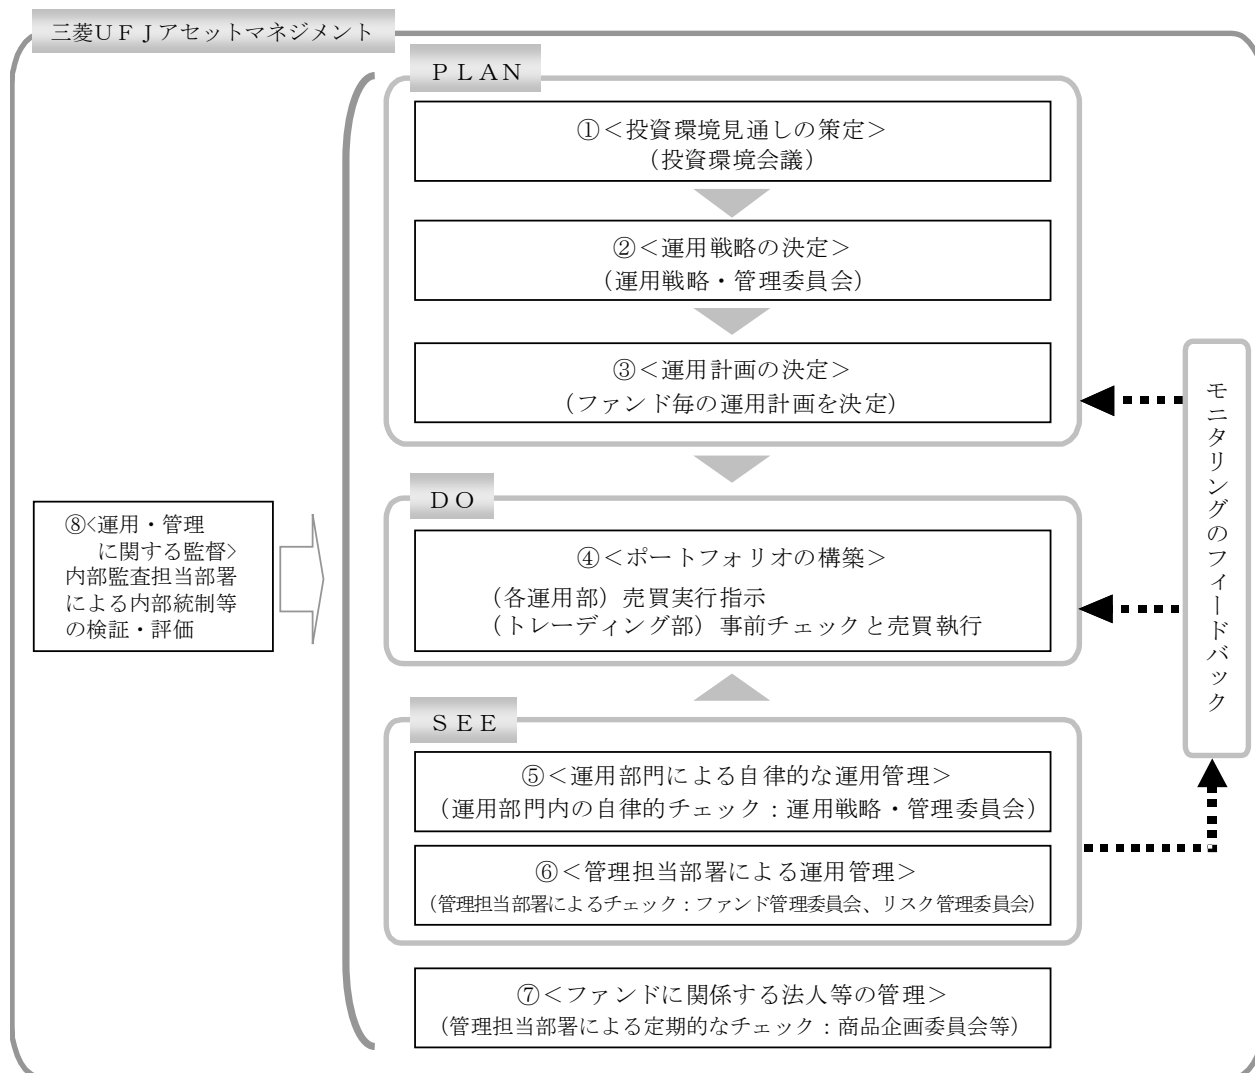 三菱ＵＦＪアセットマネジメント
ＰＬＡＮ
①＜投資環境見通しの策定＞
（投資環境会議）
②＜運用戦略の決定＞
（運用戦略・管理委員会）
③＜運用計画の決定＞
（ファンド毎の運用計画を決定）
ＤＯ
④＜ポートフォリオの構築＞
（各運用部）売買実行指示
（トレーディング部）事前チェックと売買執行
ＳＥＥ
⑤＜運用部門による自律的な運用管理＞
（運用部門内の自律的チェック：運用戦略・管理委員会）
⑥＜管理担当部署による運用管理＞
（管理担当部署によるチェック：ファンド管理委員会、リスク管理委員会）
⑦＜ファンドに関係する法人等の管理＞
（管理担当部署による定期的なチェック：商品企画委員会等）
⑧<運用・管理
に関する監督>
内部監査担当部署
による内部統制等
の検証・評価
モニタリングのフィードバック